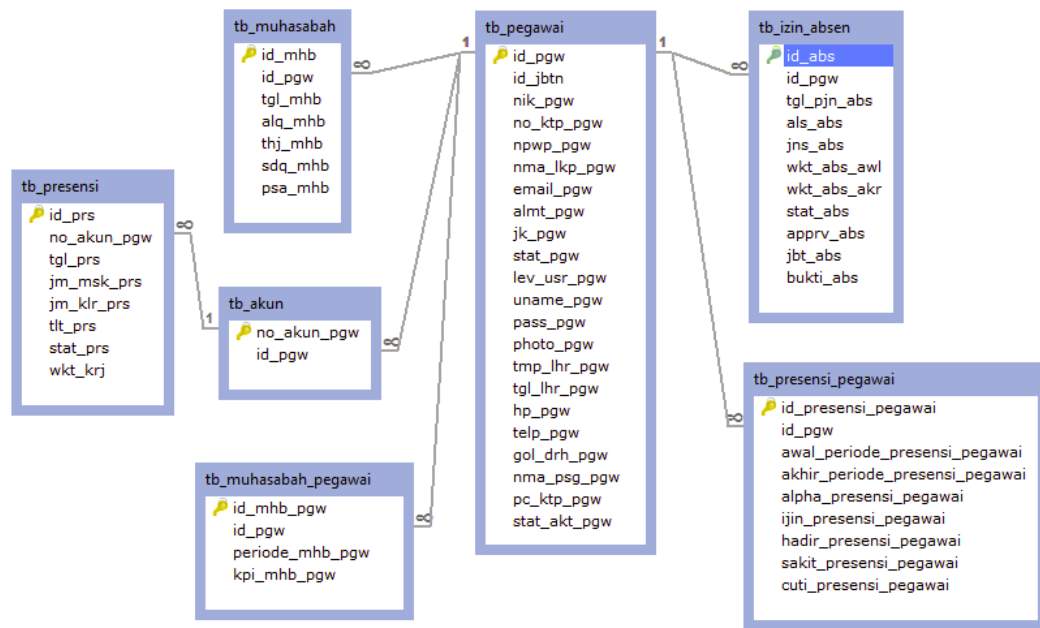 tb_muhasabah
id_mhb
id_pgw
tgl_mhb
alq_mhb
thj_mhb
sdq_mhb
psa_mhb
tb_pegawai
id_pgw
id_jbtn
nik_pgw
no_ktp_pgw
npwp_pgw
nma_lkp_pgw
email_pgw
almt_pgw
jk_pgw
stat_pgw
lev_usr_pgw
uname_pgw
pass_pgw
photo_pgw
tmp_lhr_pgw
tgl_lhr_pgw
hp_pgw
telp_pgw
gol_drh_pgw
nma_psg_pgw
pc_ktp_pgw
stat_akt_pgw
tb_izin_absen
id_abs
id_pgw
tgl_pjn_abs
als_abs
jns_abs
wkt_abs_awl
wkt_abs_akr
stat_abs
apprv_abs
jbt_abs
bukti_abs
tb_presensi
id_prs
no_akun_pgw
tgl_prs
jm_msk_prs
jm_klr_prs
tlt_prs
stat_prs
wkt_krj
tb_akun
no_akun_pgw
id_pgw
tb_muhasabah_pegawai
id_mhb_pgw
id_pgw
periode_mhb_pgw
kpi_mhb_pgw
tb_presensi_pegawai
id_presensi_pegawai
id_pgw
awal_periode_presensi_pegawai
akhir_periode_presensi_pegawai
alpha_presensi_pegawai
ijin_presensi_pegawai
hadir_presensi_pegawai
sakit_presensi_pegawai
cuti_presensi_pegawai
1
1
1
∞
∞
∞
∞
∞
∞